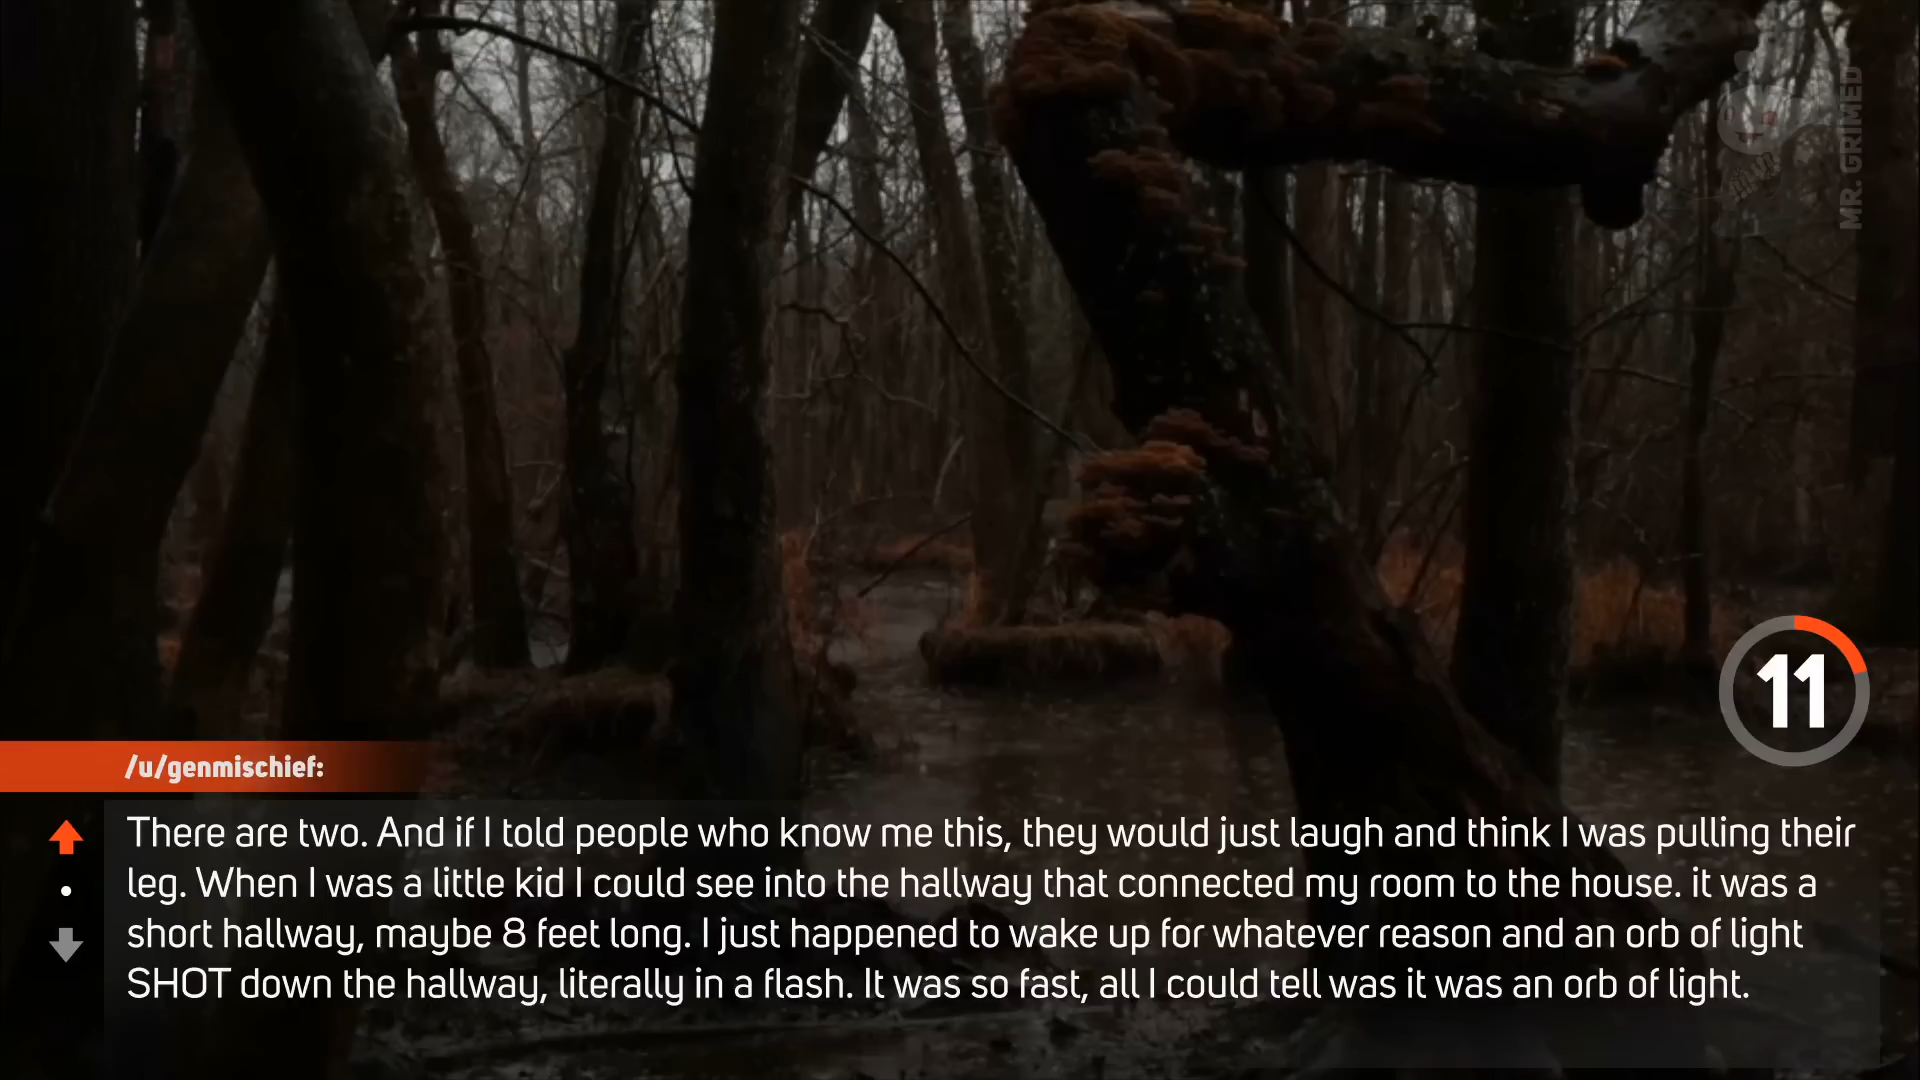 MR. GRIMED
11
/u/genmischief:
There are two. And if I told people who know me this, they would just laugh and think I was pulling their
leg. When I was a little kid I could see into the hallway that connected my room to the house. it was a
short hallway, maybe 8 feet long. I just happened to wake up for whatever reason and an orb of light
SHOT down the hallway, literally in a flash. It was so fast, all I could tell was it was an orb of light.